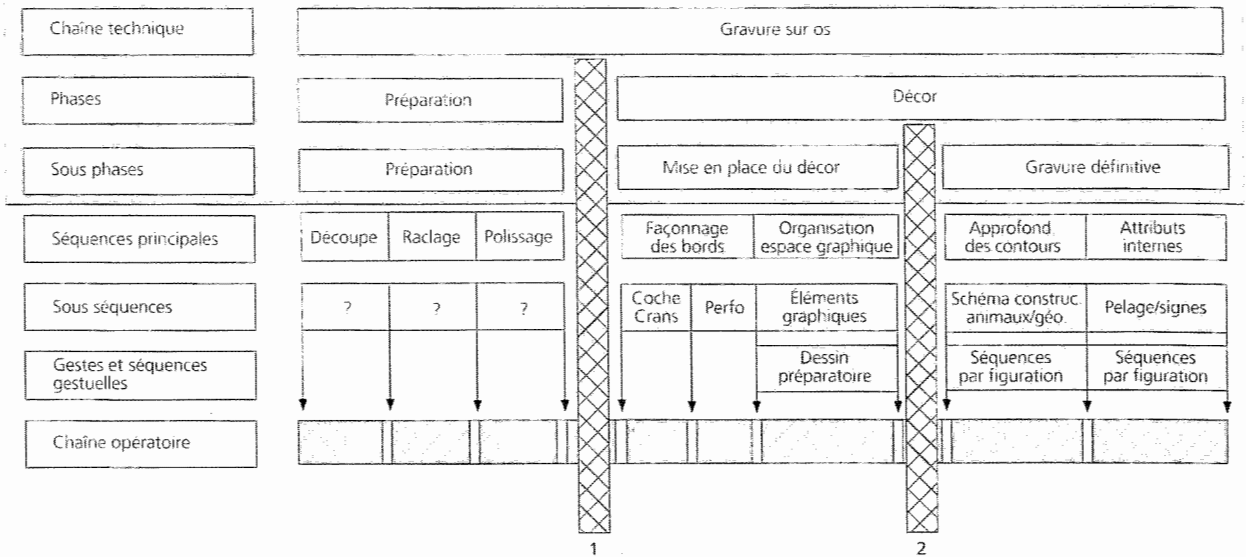 Chaîne technique
Gravure sur os
Phases
Préparation
Décor
Sous phases
Préparation
Mise en place du décor
Gravure définitive
Séquences principales
Découpe
Raclage
Polissage
Façonnage
des bords
Organisation
espace graphique
Approfond.
des contours
Attributs
internes
Sous séquences
?
?
?
Coche
Crans
Perfo
Éléments
graphiques
Schéma construc.
animaux/géo.
Pelage/signes
Gestes et séquences
gestuelles
Dessin
préparatoire
Séquences
par figuration
Séquences
par figuration
Chaîne opératoire
1
2